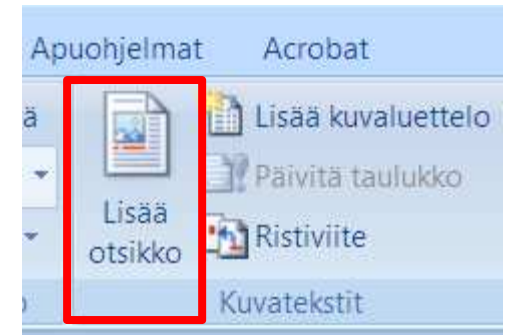 Apuohjelmat Acrobat
ä
Lisää
otsikko
Lisää kuvaluettelo
Päivitä taulukko
Ristiviite
Kuvatekstit